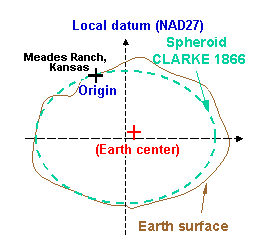 Local datum (NAD27)
Spheroid
CLARKE 1866
Meades Ranch,
Kansas
Origin
(Earth center)
Earth surface